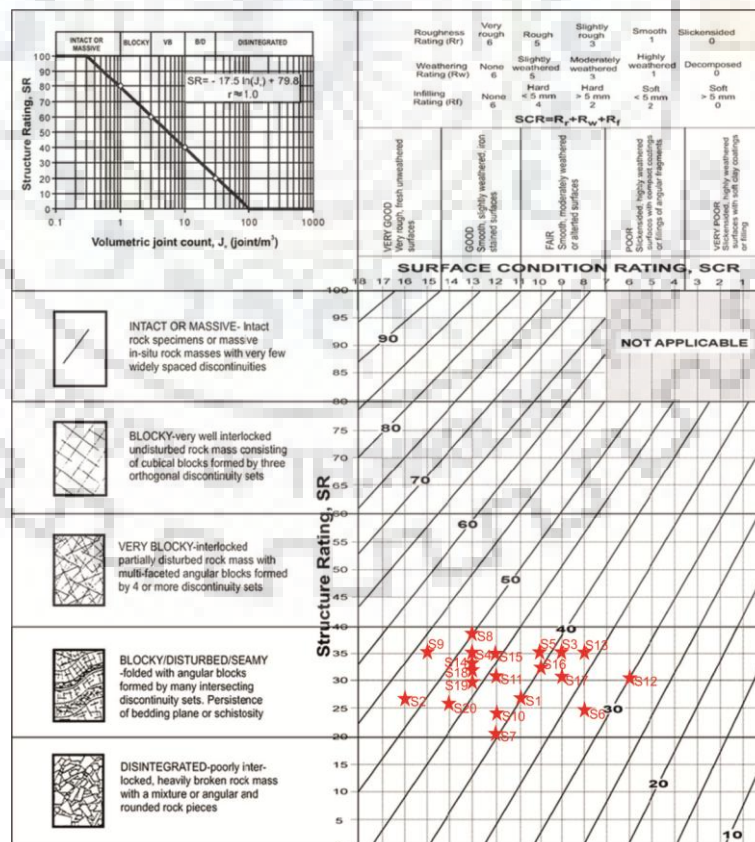 INTACT OR MASSIVE
BLOCKY
VB
B/D
DISINTEGRATED
SR= - 17.5 ln(Jv) + 79.8
r ≈ 1.0
Structure Rating, SR
100
90
80
70
60
50
40
30
20
10
0
0.1
1
10
100
1000
Volumetric joint count, Jv (joint/m³)
Roughness Rating (Rr)
Very rough 6
Rough 5
Slightly rough 3
Smooth 1
Slickensided 0
Weathering Rating (Rw)
None 6
Slightly weathered 5
Moderately weathered 3
Highly weathered 1
Decomposed 0
Infilling Rating (Rf)
None 6
Hard < 5 mm 4
Hard > 5 mm 2
Soft < 5 mm 2
Soft > 5 mm 0
SCR=Rr+Rw+Rf
VERY GOOD
Very rough, fresh unweathered surfaces
GOOD
Smooth, slightly weathered, iron stained surfaces
FAIR
Smooth, moderately weathered or alterted surfaces
POOR
Slickensided, highly weathered surfaces with compact coatings or fillings of angular fragments
VERY POOR
Slickensided, highly weathered surfaces with soft clay coatings or filling
SURFACE CONDITION RATING, SCR
18 17 16 15 14 13 12 11 10 9 8 7 6 5 4 3 2 1
INTACT OR MASSIVE- Intact
rock specimens or massive
in-situ rock masses with very few
widely spaced discontinuities
BLOCKY-very well interlocked
undisturbed rock mass consisting
of cubical blocks formed by three
orthogonal discontinuity sets
VERY BLOCKY-interlocked
partially disturbed rock mass with
multi-faceted angular blocks formed
by 4 or more discontinuity sets
BLOCKY/DISTURBED/SEAMY
-folded with angular blocks
formed by many intersecting
discontinuity sets. Persistence
of bedding plane or schistosity
DISINTEGRATED-poorly inter-
locked, heavily broken rock mass
with a mixture or angular and
rounded rock pieces
Structure Rating, SR
100
95
90
85
80
75
70
65
60
55
50
45
40
35
30
25
20
15
10
5
NOT APPLICABLE
90
80
70
60
50
40
30
20
10
S8
S9
S4
S15
S5
S3
S13
S14
S16
S18
S11
S17
S12
S19
S2
S20
S1
S10
S6
S7